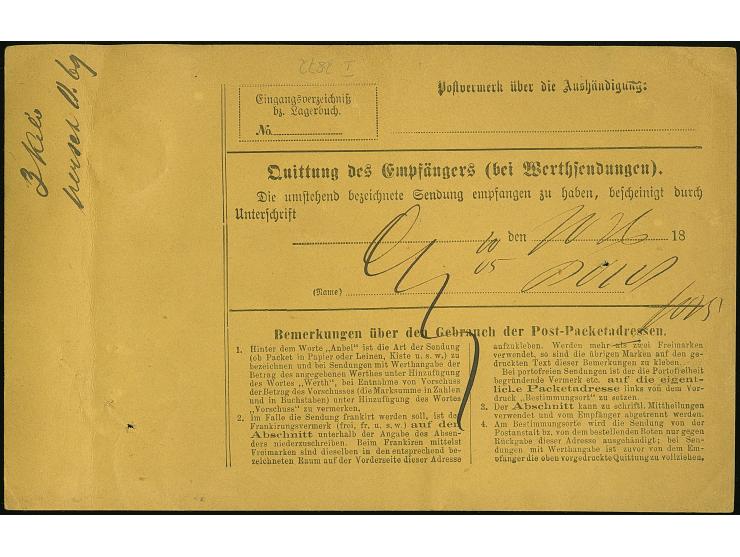 3 Kilo
I 2872
Eingangsverzeichniß
bz. Lagerbuch.
No.
Postvermerk über die Aushändigung:
Quittung des Empfängers (bei Werthsendungen).
Die umstehend bezeichnete Sendung empfangen zu haben, bescheinigt durch
Unterschrift
den 18
(Name)
Bemerkungen über den Gebrauch der Post-Packetadressen.
1. Hinter dem Worte „Anbei“ ist die Art der Sendung
(ob Packet in Papier oder Leinen, Kiste u. s. w.) zu
bezeichnen und bei Sendungen mit Werthangabe der
Betrag des angegebenen Werthes unter Hinzufügung
des Wortes „Werth“, bei Entnahme von Vorschuss
der Betrag des Vorschusses (die Marksumme in Zahlen
und in Buchstaben) unter Hinzufügung des Wortes
„Vorschuss“ zu vermerken.
2. Im Falle die Sendung frankirt werden soll, ist der
Frankirungsvermerk (frei, fr. u. s. w.) auf den
Abschnitt unterhalb der Angabe des Absen-
ders niederzuschreiben. Beim Frankiren mittelst
Freimarken sind dieselben in den entsprechend be-
zeichneten Raum auf der Vorderseite dieser Adresse
aufzukleben. Werden mehr als zwei Freimarken
verwendet, so sind die übrigen Marken auf den ge-
druckten Text dieser Bemerkungen zu kleben.
Bei portofreien Sendungen ist der die Portofreiheit
begründende Vermerk etc. auf die eigent-
liche Packetadresse links von dem Vor-
druck „Bestimmungsort“ zu setzen.
3. Der Abschnitt kann zu schriftl. Mittheilungen
verwendet und vom Empfänger abgetrennt werden.
4. Am Bestimmungsorte wird die Sendung von der
Postanstalt bz. von dem bestellenden Boten nur gegen
Rückgabe dieser Adresse ausgehändigt; bei Sen-
dungen mit Werthangabe ist zuvor von dem Em-
pfänger die oben vorgedruckte Quittung zu vollziehen.